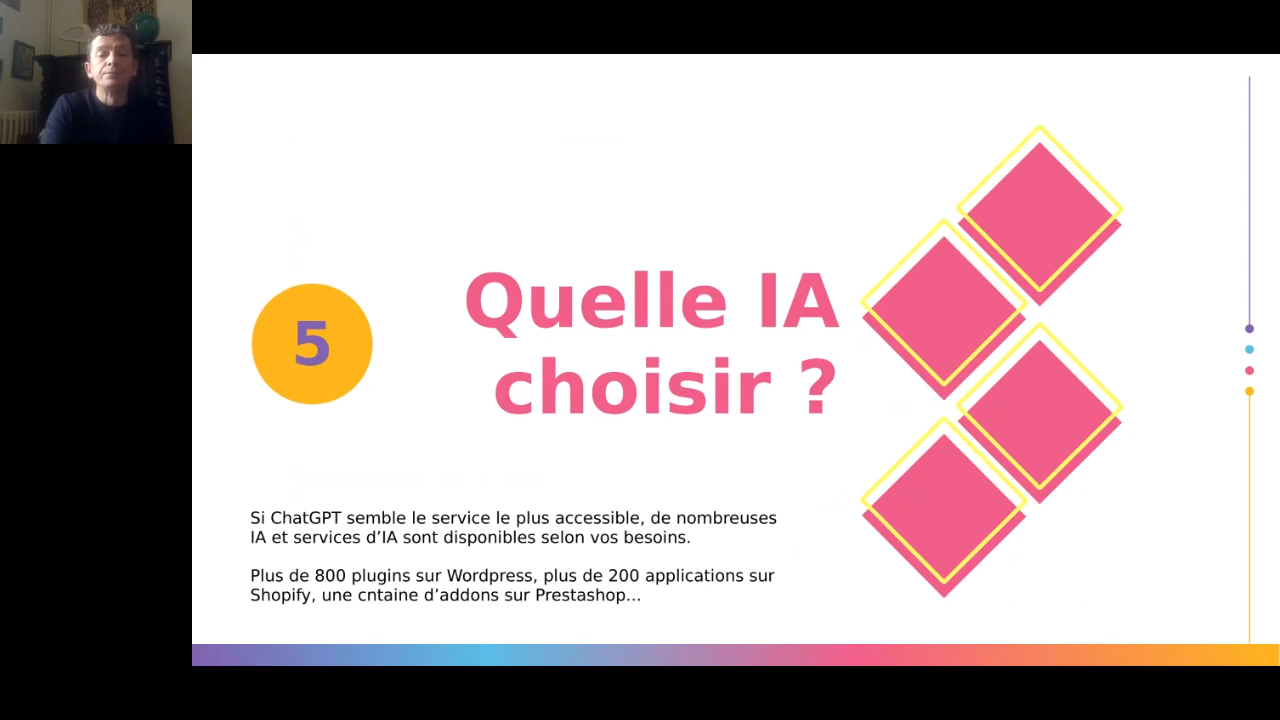 5
Quelle IA
choisir ?
Si ChatGPT semble le service le plus accessible, de nombreuses
IA et services d’IA sont disponibles selon vos besoins.
Plus de 800 plugins sur Wordpress, plus de 200 applications sur
Shopify, une cntaine d’addons sur Prestashop...